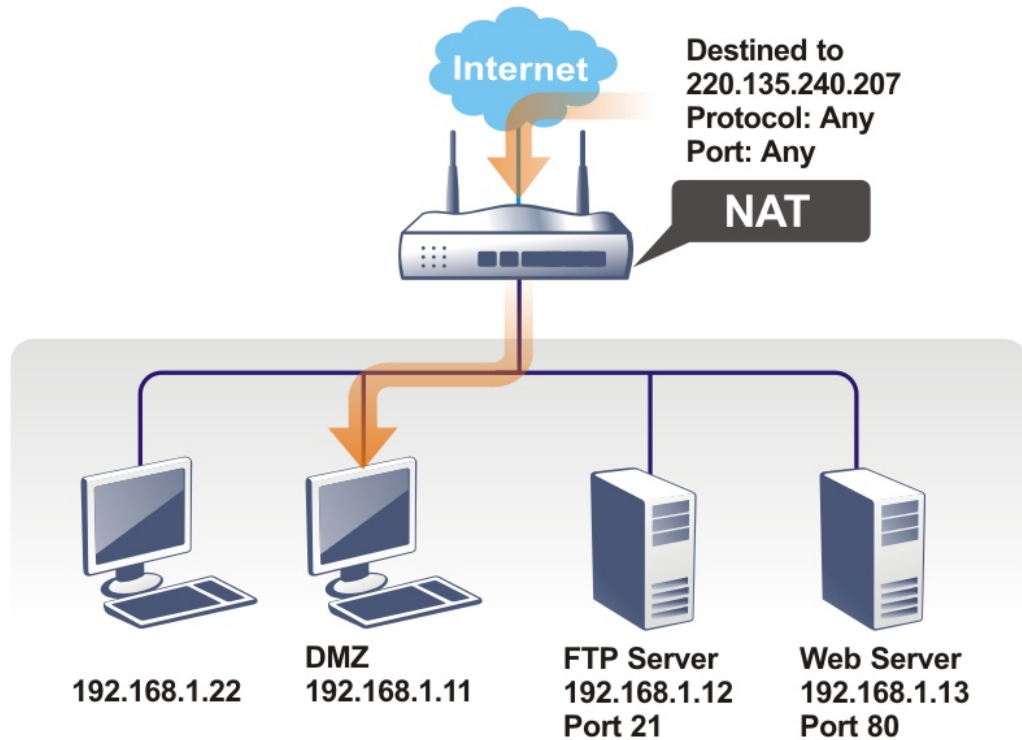 Internet
Destined to
220.135.240.207
Protocol: Any
Port: Any
NAT
192.168.1.22
DMZ
192.168.1.11
FTP Server
192.168.1.12
Port 21
Web Server
192.168.1.13
Port 80